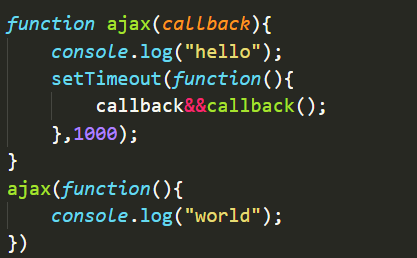 function ajax(callback){
    console.log("hello");
    setTimeout(function(){
        callback&&callback();
    },1000);
}
ajax(function(){
    console.log("world");
})